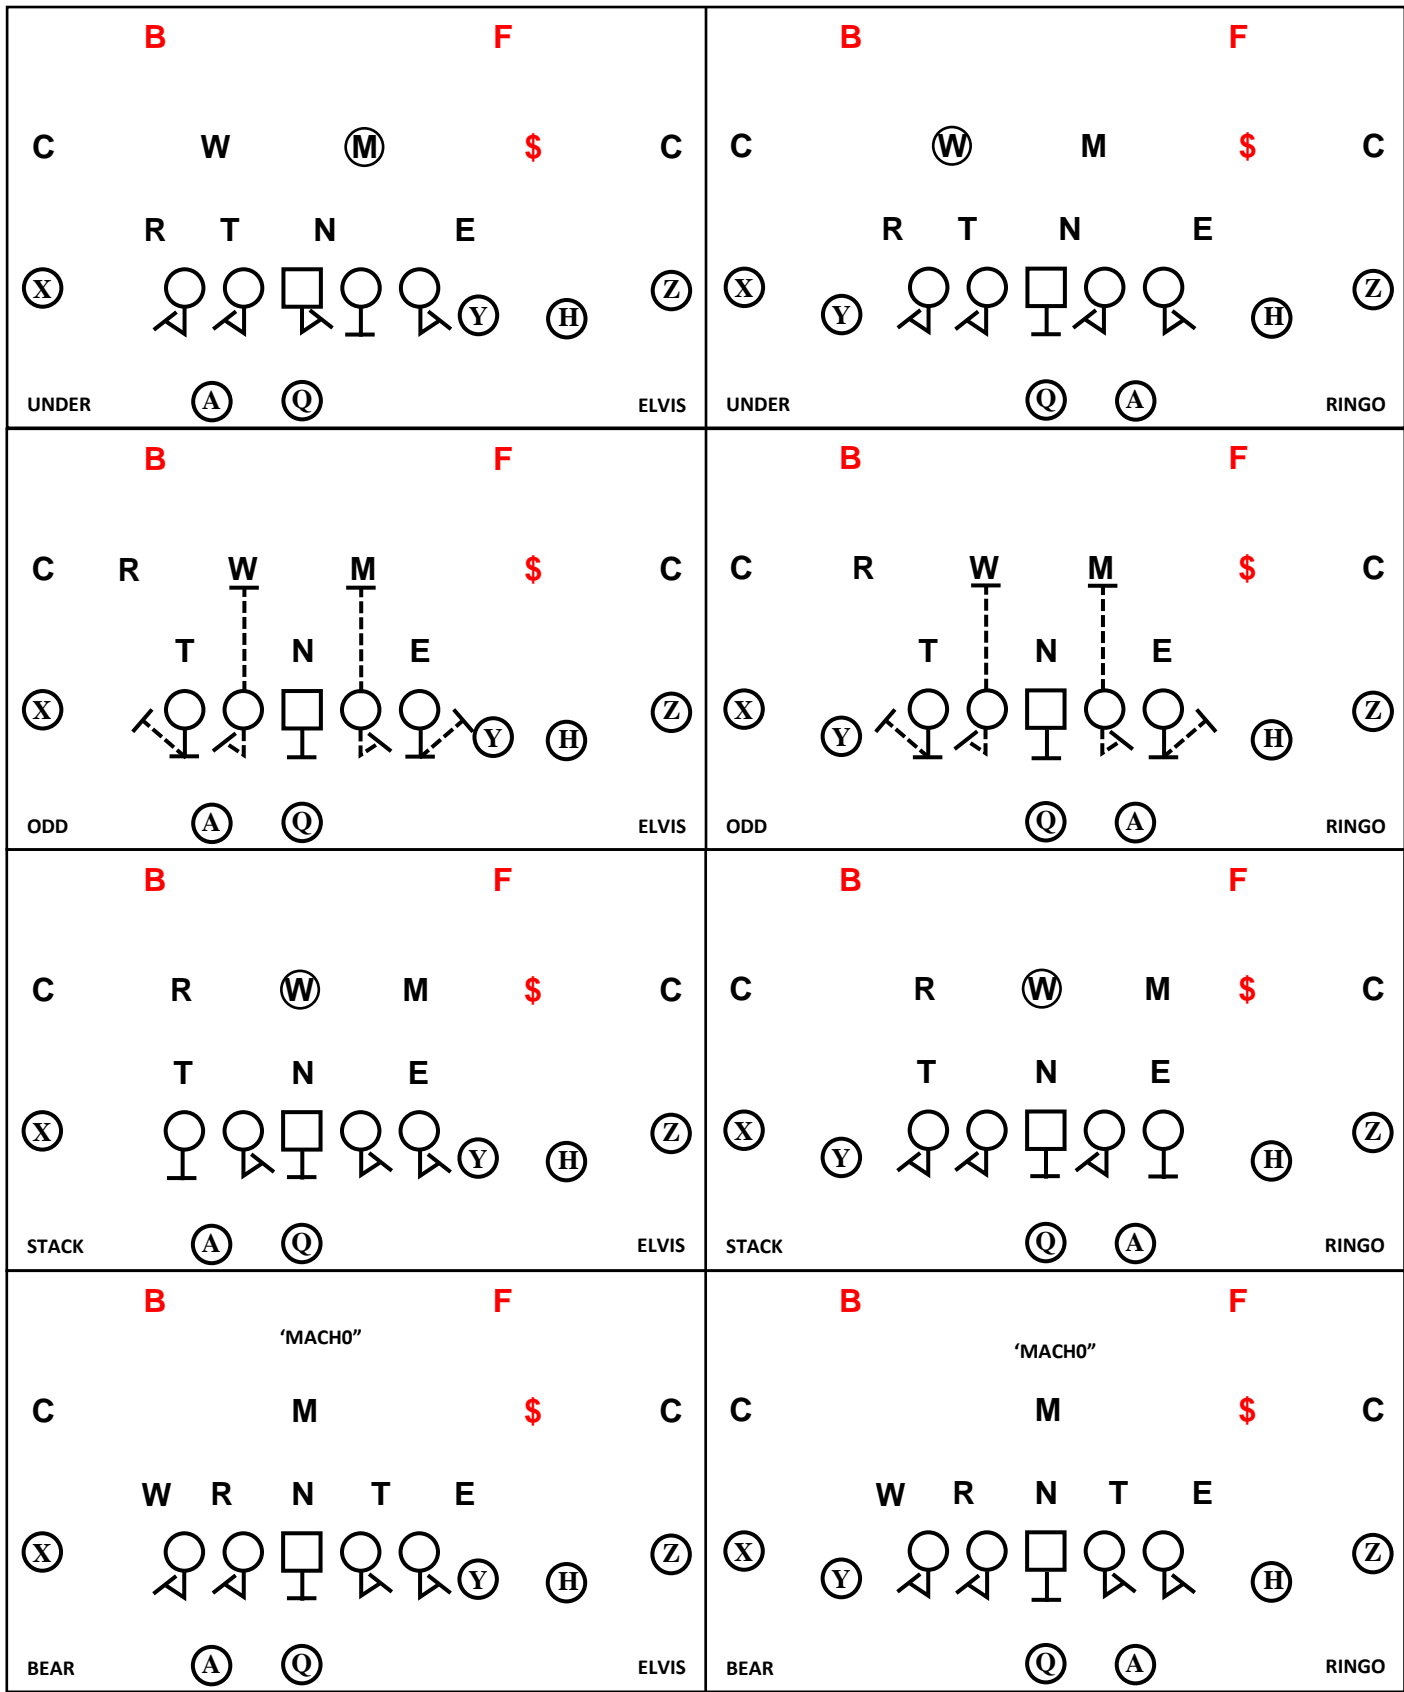 B F
C W M $ C
R T N E
X Y H Z
UNDER A Q ELVIS
B F
C W M $ C
R T N E
X Y H Z
UNDER Q A RINGO
B F
C R W M $ C
T N E
X Y H Z
ODD A Q ELVIS
B F
C R W M $ C
T N E
X Y H Z
ODD Q A RINGO
B F
C R W M $ C
T N E
X Y H Z
STACK A Q ELVIS
B F
C R W M $ C
T N E
X Y H Z
STACK Q A RINGO
B F
‘MACH0”
C M $ C
W R N T E
X Y H Z
BEAR A Q ELVIS
B F
‘MACH0”
C M $ C
W R N T E
X Y H Z
BEAR Q A RINGO